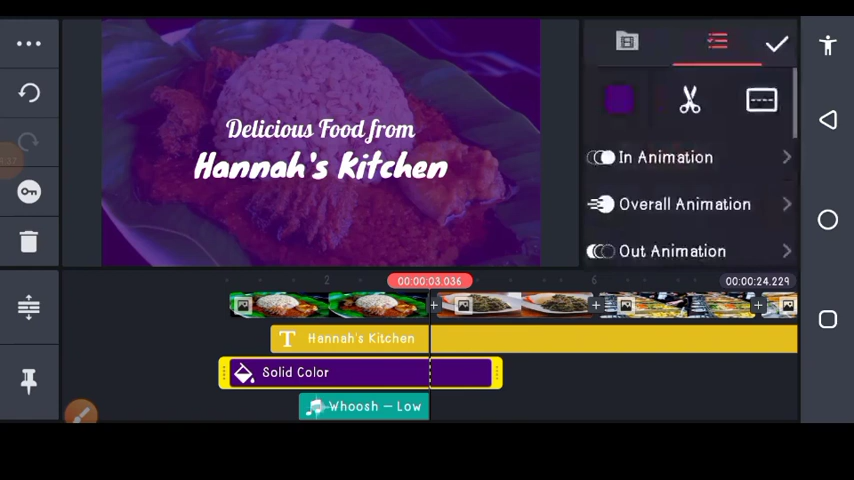 Delicious Food from
Hannah's Kitchen
In Animation
Overall Animation
Out Animation
2
00:00:03.036
6
00:00:24.229
T Hannah's Kitchen
Solid Color
Whoosh – Low